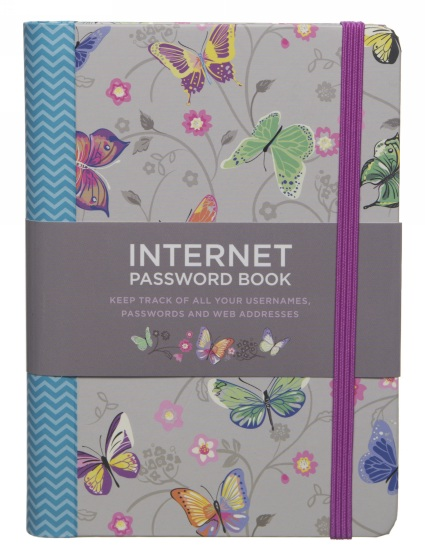 INTERNET
PASSWORD BOOK
KEEP TRACK OF ALL YOUR USERNAMES,
PASSWORDS AND WEB ADDRESSES